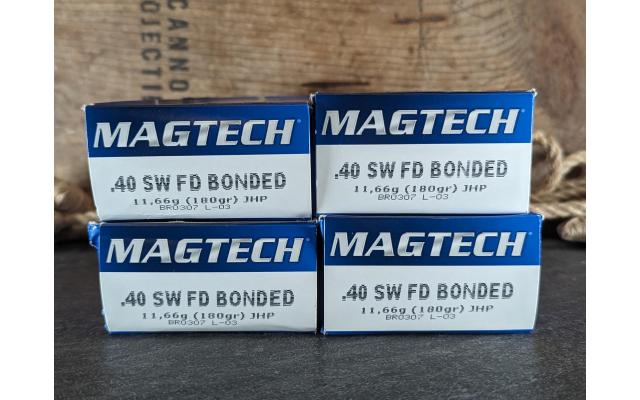 CANNO
JECTI
MAGTECH
.40 SW FD BONDED
11,66g (180gr) JHP
BR0307 L-03
MAGTECH
.40 SW FD BONDED
11,66g (180gr) JHP
BR0307 L-03
MAGTECH
.40 SW FD BONDED
11,66g (180gr) JHP
BR0307 L-03
MAGTECH
.40 SW FD BONDED
11,66g (180gr) JHP
BR0307 L-03